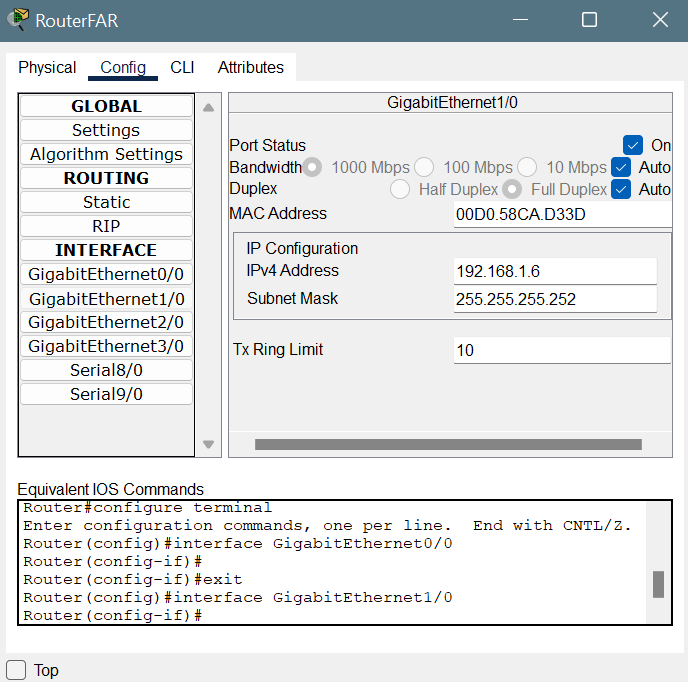 RouterFAR
Physical Config CLI Attributes
GLOBAL
Settings
Algorithm Settings
ROUTING
Static
RIP
INTERFACE
GigabitEthernet0/0
GigabitEthernet1/0
GigabitEthernet2/0
GigabitEthernet3/0
Serial8/0
Serial9/0
GigabitEthernet1/0
Port Status On
Bandwidth 1000 Mbps 100 Mbps 10 Mbps Auto
Duplex Half Duplex Full Duplex Auto
MAC Address 00D0.58CA.D33D
IP Configuration
IPv4 Address 192.168.1.6
Subnet Mask 255.255.255.252
Tx Ring Limit 10
Equivalent IOS Commands
Router#configure terminal
Enter configuration commands, one per line. End with CNTL/Z.
Router(config)#interface GigabitEthernet0/0
Router(config-if)#
Router(config-if)#exit
Router(config)#interface GigabitEthernet1/0
Router(config-if)#
Top